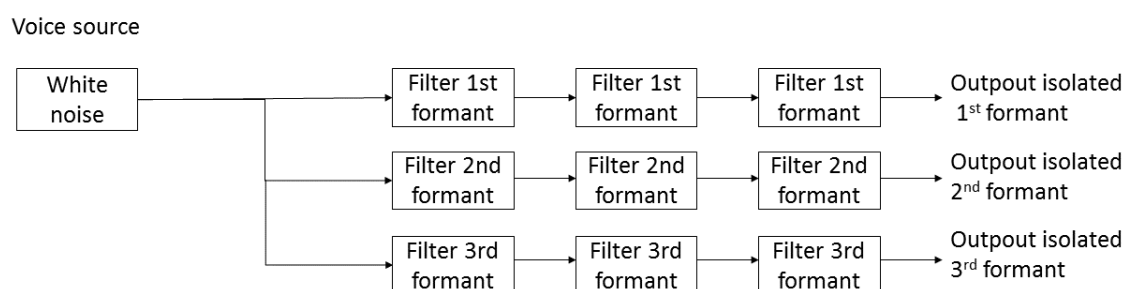 Voice source
White
noise
Filter 1st
formant
Filter 1st
formant
Filter 1st
formant
Outpout isolated
1st formant
Filter 2nd
formant
Filter 2nd
formant
Filter 2nd
formant
Outpout isolated
2nd formant
Filter 3rd
formant
Filter 3rd
formant
Filter 3rd
formant
Outpout isolated
3rd formant